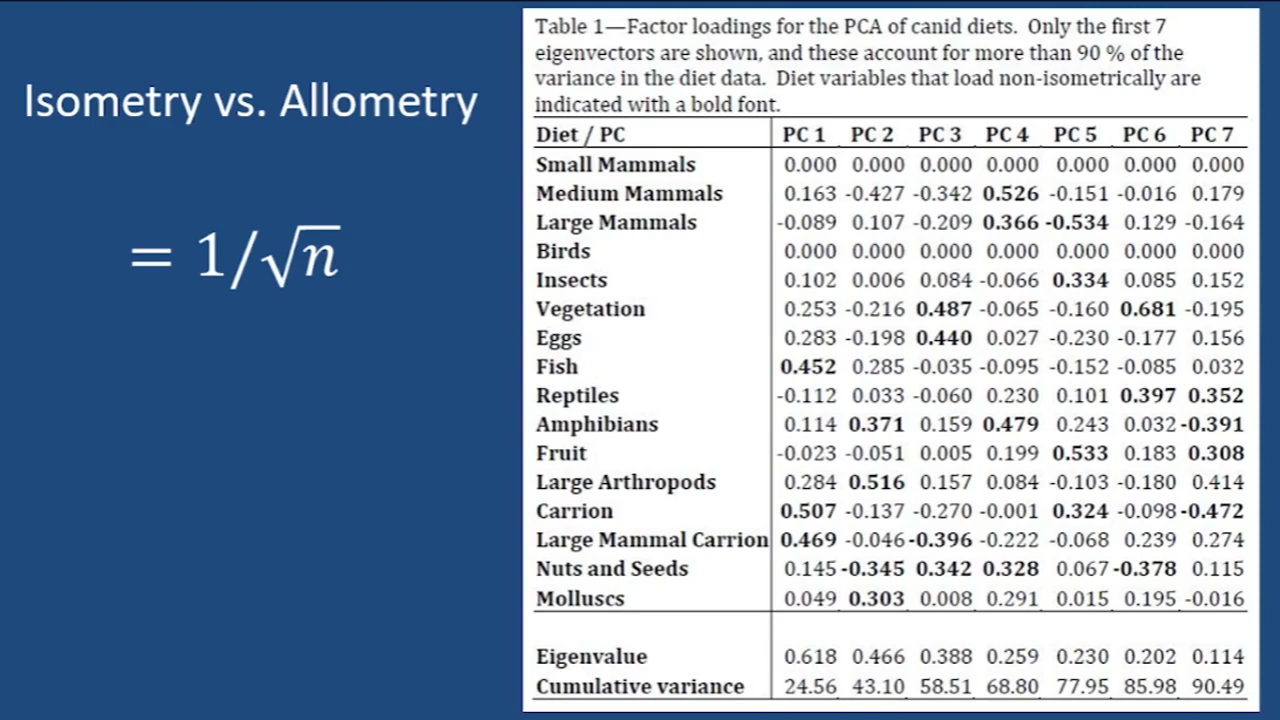 Isometry vs. Allometry
= 1/√n
Table 1—Factor loadings for the PCA of canid diets. Only the first 7
eigenvectors are shown, and these account for more than 90 % of the
variance in the diet data. Diet variables that load non-isometrically are
indicated with a bold font.
Diet / PC PC 1 PC 2 PC 3 PC 4 PC 5 PC 6 PC 7
Small Mammals 0.000 0.000 0.000 0.000 0.000 0.000 0.000
Medium Mammals 0.163 -0.427 -0.342 0.526 -0.151 -0.016 0.179
Large Mammals -0.089 0.107 -0.209 0.366 -0.534 0.129 -0.164
Birds 0.000 0.000 0.000 0.000 0.000 0.000 0.000
Insects 0.102 0.006 0.084 -0.066 0.334 0.085 0.152
Vegetation 0.253 -0.216 0.487 -0.065 -0.160 0.681 -0.195
Eggs 0.283 -0.198 0.440 0.027 -0.230 -0.177 0.156
Fish 0.452 0.285 -0.035 -0.095 -0.152 -0.085 0.032
Reptiles -0.112 0.033 -0.060 0.230 0.101 0.397 0.352
Amphibians 0.114 0.371 0.159 0.479 0.243 0.032 -0.391
Fruit -0.023 -0.051 0.005 0.199 0.533 0.183 0.308
Large Arthropods 0.284 0.516 0.157 0.084 -0.103 -0.180 0.414
Carrion 0.507 -0.137 -0.270 -0.001 0.324 -0.098 -0.472
Large Mammal Carrion 0.469 -0.046 -0.396 -0.222 -0.068 0.239 0.274
Nuts and Seeds 0.145 -0.345 0.342 0.328 0.067 -0.378 0.115
Molluscs 0.049 0.303 0.008 0.291 0.015 0.195 -0.016
Eigenvalue 0.618 0.466 0.388 0.259 0.230 0.202 0.114
Cumulative variance 24.56 43.10 58.51 68.80 77.95 85.98 90.49